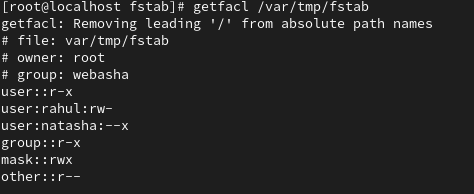 [root@localhost fstab]# getfacl /var/tmp/fstab
getfacl: Removing leading '/' from absolute path names
# file: var/tmp/fstab
# owner: root
# group: webasha
user::r-x
user:rahul:rw-
user:natasha:--x
group::r-x
mask::rwx
other::r--